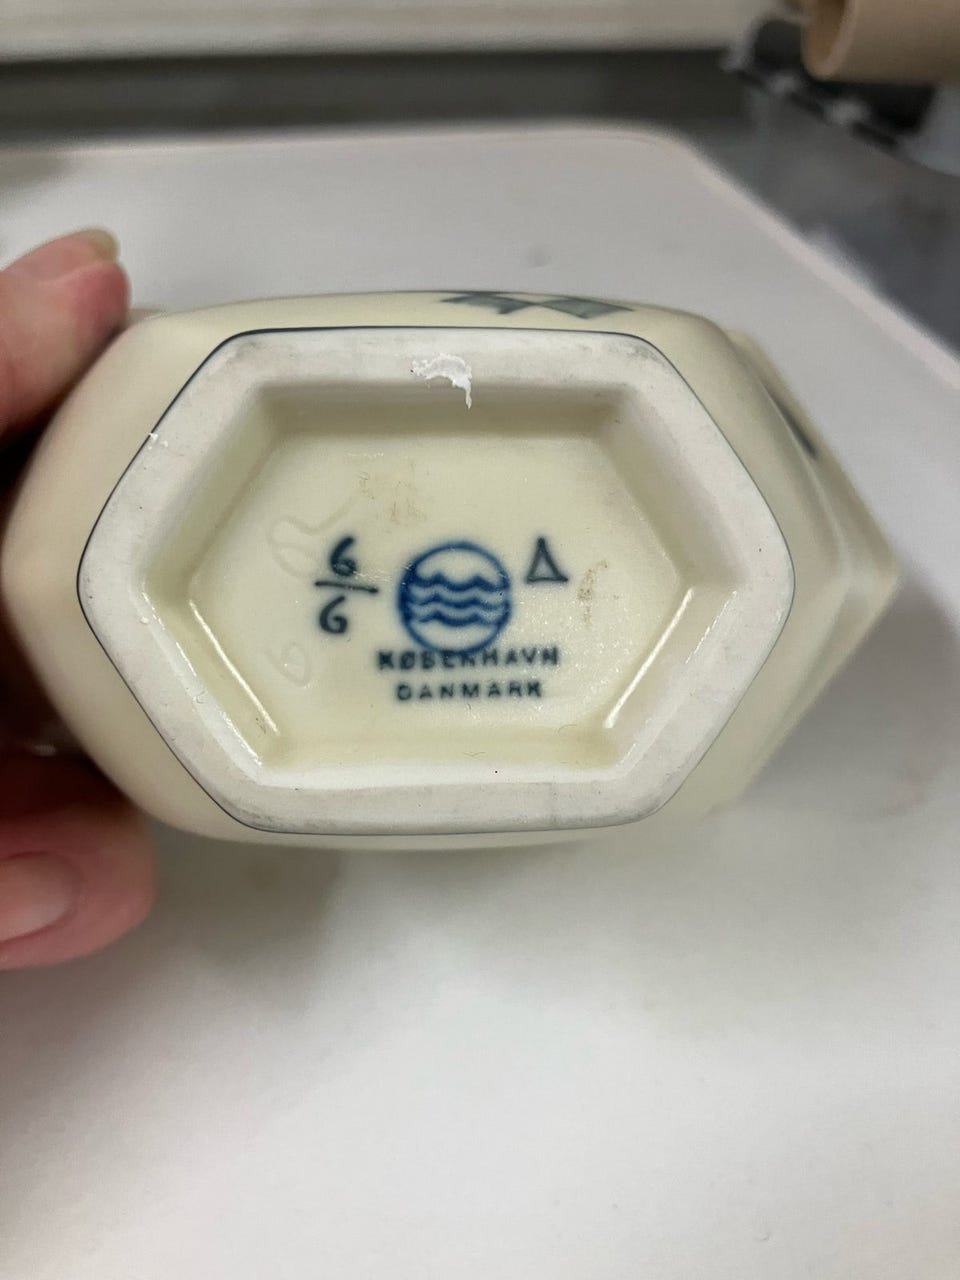 6/6 Δ
KØBENHAVN
DANMARK